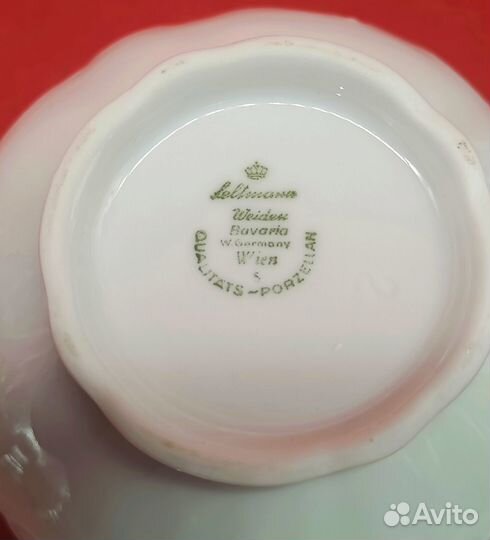 Seltmann
Weiden
Bavaria
W. Germany
Wien
QUALITÄTS-PORZELLAN
Avito